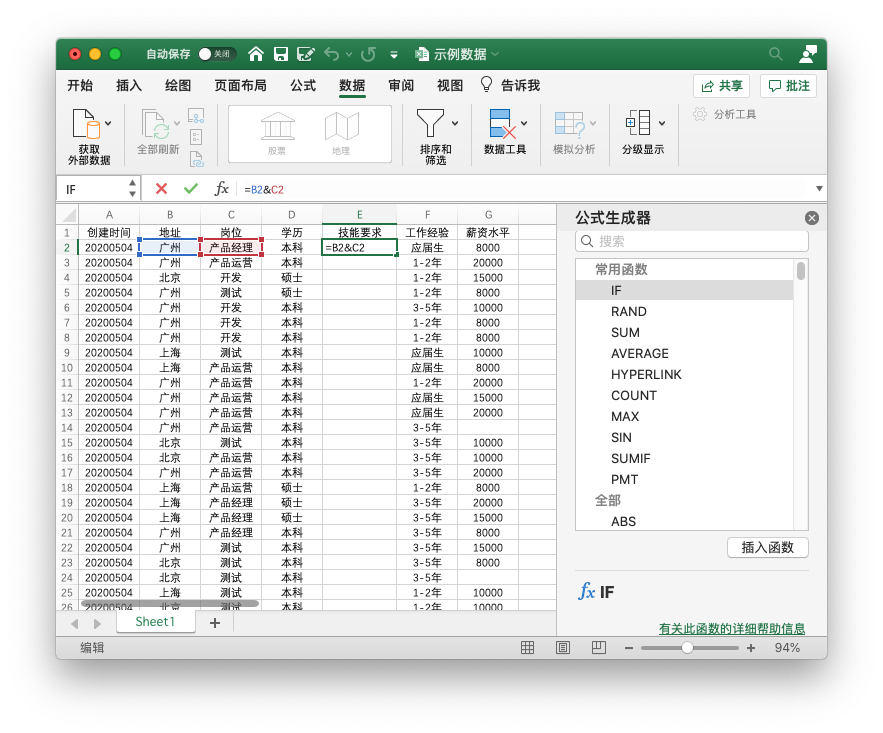 自动保存 关闭 示例数据
开始 插入 绘图 页面布局 公式 数据 审阅 视图 告诉我 共享 批注
获取
外部数据
全部刷新
股票 地理
排序和
筛选
数据工具
模拟分析
分级显示
分析工具
IF fx =B2&C2
A B C D E F G
1 创建时间 地址 岗位 学历 技能要求 工作经验 薪资水平
2 20200504 广州 产品经理 本科 =B2&C2 应届生 8000
3 20200504 广州 产品运营 本科 1-2年 20000
4 20200504 北京 开发 硕士 1-2年 15000
5 20200504 广州 测试 硕士 1-2年 8000
6 20200504 广州 开发 本科 3-5年 10000
7 20200504 广州 开发 本科 1-2年 8000
8 20200504 广州 开发 本科 1-2年 8000
9 20200504 上海 测试 本科 应届生 10000
10 20200504 上海 产品运营 本科 应届生 8000
11 20200504 广州 产品运营 本科 1-2年 20000
12 20200504 广州 产品运营 本科 应届生 15000
13 20200504 广州 产品运营 本科 应届生 20000
14 20200504 广州 产品运营 本科 3-5年
15 20200504 北京 测试 本科 3-5年 10000
16 20200504 北京 产品运营 本科 3-5年 10000
17 20200504 广州 产品运营 本科 3-5年 20000
18 20200504 上海 产品运营 硕士 1-2年 8000
19 20200504 上海 产品经理 硕士 3-5年 20000
20 20200504 上海 产品经理 硕士 3-5年 15000
21 20200504 广州 产品经理 本科 3-5年 8000
22 20200504 广州 测试 本科 3-5年 15000
23 20200504 北京 测试 本科 3-5年 8000
24 20200504 北京 测试 本科 3-5年
25 20200504 上海 测试 本科 1-2年 10000
26 20200504 北京 测试 本科 1-2年 10000
Sheet1 +
编辑 94%
公式生成器
搜索
常用函数
IF
RAND
SUM
AVERAGE
HYPERLINK
COUNT
MAX
SIN
SUMIF
PMT
全部
ABS
插入函数
fx IF
有关此函数的详细帮助信息